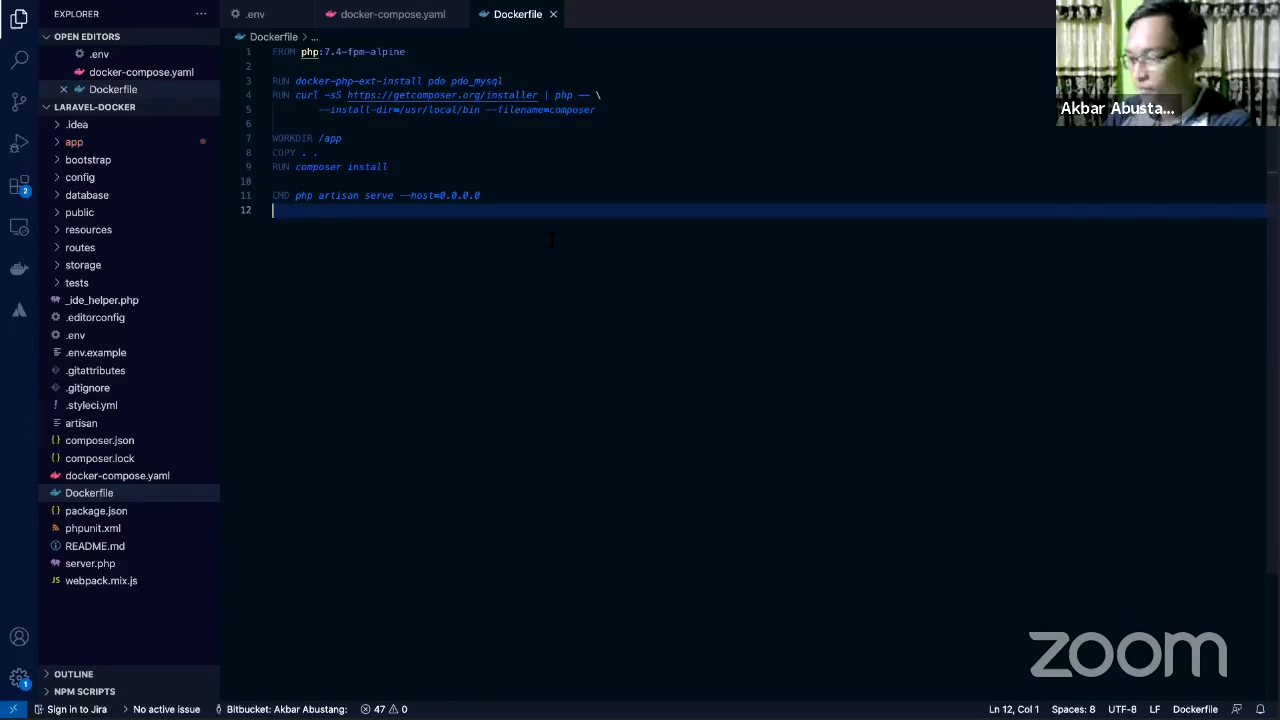 EXPLORER
OPEN EDITORS
.env
docker-compose.yaml
Dockerfile
LARAVEL-DOCKER
.idea
app
bootstrap
config
database
public
resources
routes
storage
tests
_ide_helper.php
.editorconfig
.env
.env.example
.gitattributes
.gitignore
.styleci.yml
artisan
composer.json
composer.lock
docker-compose.yaml
Dockerfile
package.json
phpunit.xml
README.md
server.php
webpack.mix.js
OUTLINE
NPM SCRIPTS
2
1
.env docker-compose.yaml Dockerfile
Dockerfile > ...
1 FROM php:7.4-fpm-alpine
2
3 RUN docker-php-ext-install pdo pdo_mysql
4 RUN curl -sS https://getcomposer.org/installer | php -- \
5 --install-dir=/usr/local/bin --filename=composer
6
7 WORKDIR /app
8 COPY . .
9 RUN composer install
10
11 CMD php artisan serve --host=0.0.0.0
12
Akbar Abusta...
zoom
Sign in to Jira No active issue Bitbucket: Akbar Abustang: 47 0 Ln 12, Col 1 Spaces: 8 UTF-8 LF Dockerfile